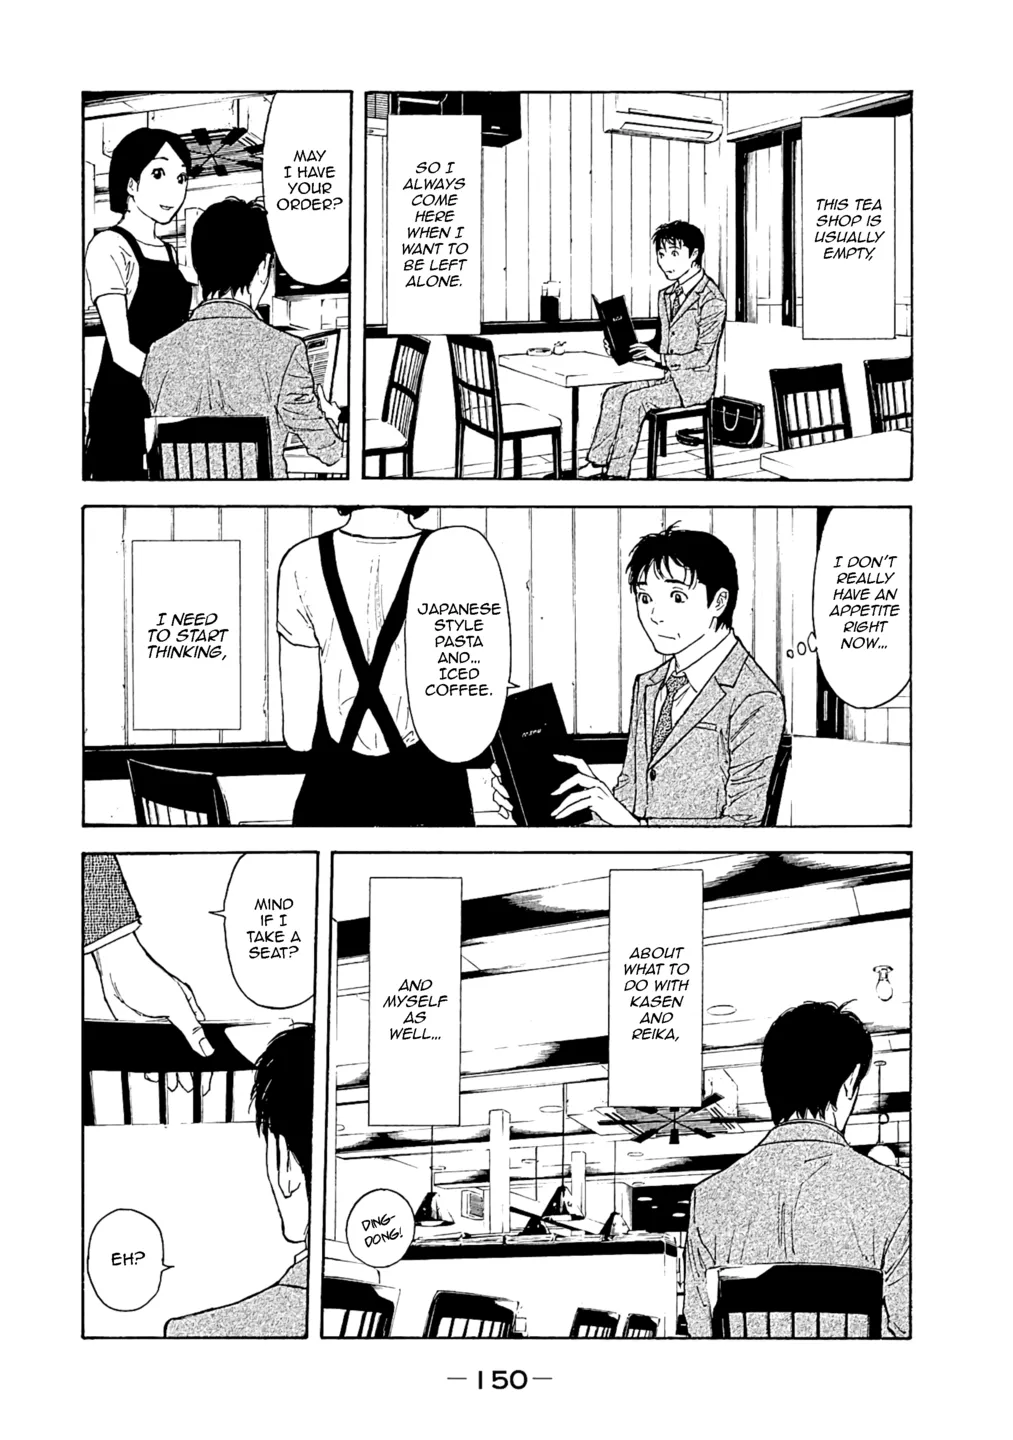 THIS TEA
SHOP IS
USUALLY
EMPTY,
SO I
ALWAYS
COME
HERE
WHEN I
WANT TO
BE LEFT
ALONE.
MAY
I HAVE
YOUR
ORDER?
I DON'T
REALLY
HAVE AN
APPETITE
RIGHT
NOW...
JAPANESE
STYLE
PASTA
AND...
ICED
COFFEE.
I NEED
TO START
THINKING,
ABOUT
WHAT TO
DO WITH
KASEN
AND
REIKA,
AND
MYSELF
AS
WELL...
DING-
DONG!
MIND
IF I
TAKE A
SEAT?
EH?
—150—